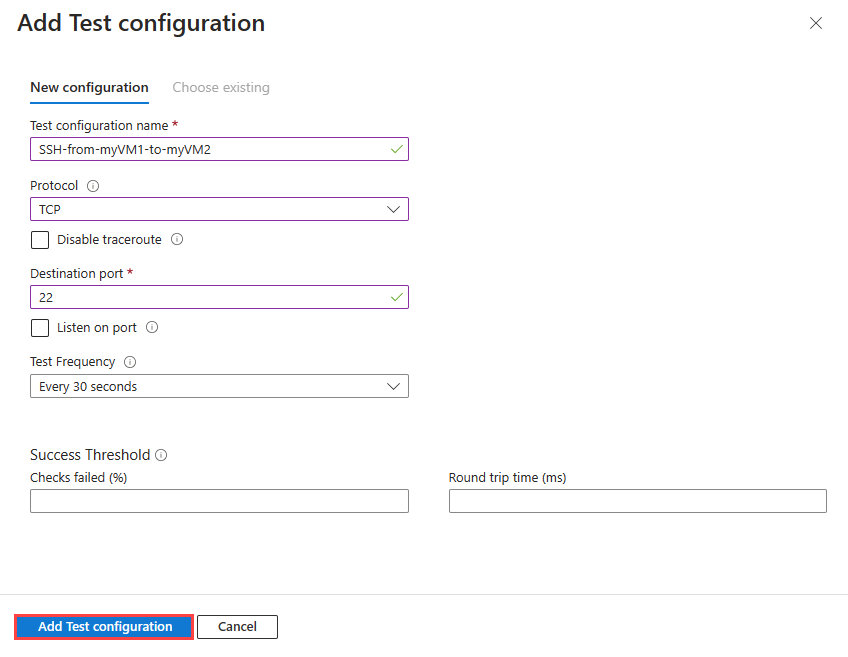 Add Test configuration
New configuration Choose existing
Test configuration name *
SSH-from-myVM1-to-myVM2
Protocol
TCP
Disable traceroute
Destination port *
22
Listen on port
Test Frequency
Every 30 seconds
Success Threshold
Checks failed (%) Round trip time (ms)
Add Test configuration Cancel